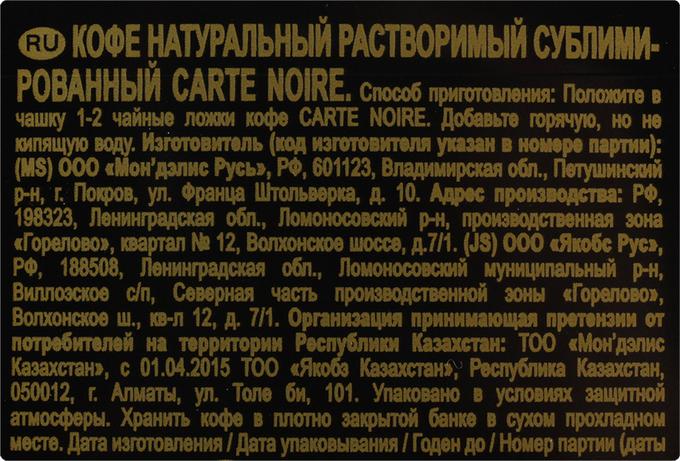 RU КОФЕ НАТУРАЛЬНЫЙ РАСТВОРИМЫЙ СУБЛИМИ-
РОВАННЫЙ CARTE NOIRE. Способ приготовления: Положите в
чашку 1-2 чайные ложки кофе CARTE NOIRE. Добавьте горячую, но не
кипящую воду. Изготовитель (код изготовителя указан в номере партии):
(MS) ООО «Мон'дэлис Русь», РФ, 601123, Владимирская обл., Петушинский
р-н, г. Покров, ул. Франца Штольверка, д. 10. Адрес производства: РФ,
198323, Ленинградская обл., Ломоносовский р-н, производственная зона
«Горелово», квартал № 12, Волхонское шоссе, д.7/1. (JS) ООО «Якобс Рус»,
РФ, 188508, Ленинградская обл., Ломоносовский муниципальный р-н,
Виллозское с/п, Северная часть производственной зоны «Горелово»,
Волхонское ш., кв-л 12, д. 7/1. Организация принимающая претензии от
потребителей на территории Республики Казахстан: ТОО «Мон'дэлис
Казахстан», с 01.04.2015 ТОО «Якобз Казахстан», Республика Казахстан,
050012, г. Алматы, ул. Толе би, 101. Упаковано в условиях защитной
атмосферы. Хранить кофе в плотно закрытой банке в сухом прохладном
месте. Дата изготовления / Дата упаковывания / Годен до / Номер партии (даты